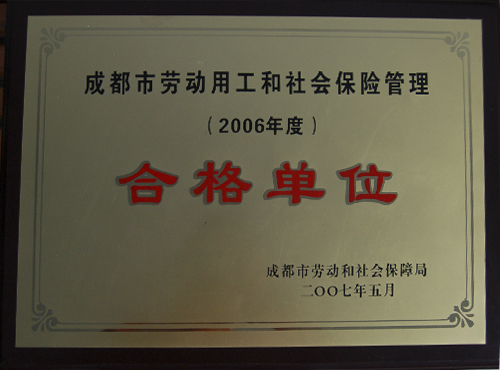 成都市劳动用工和社会保险管理
（2006年度）
合格单位
成都市劳动和社会保障局
二〇〇七年五月